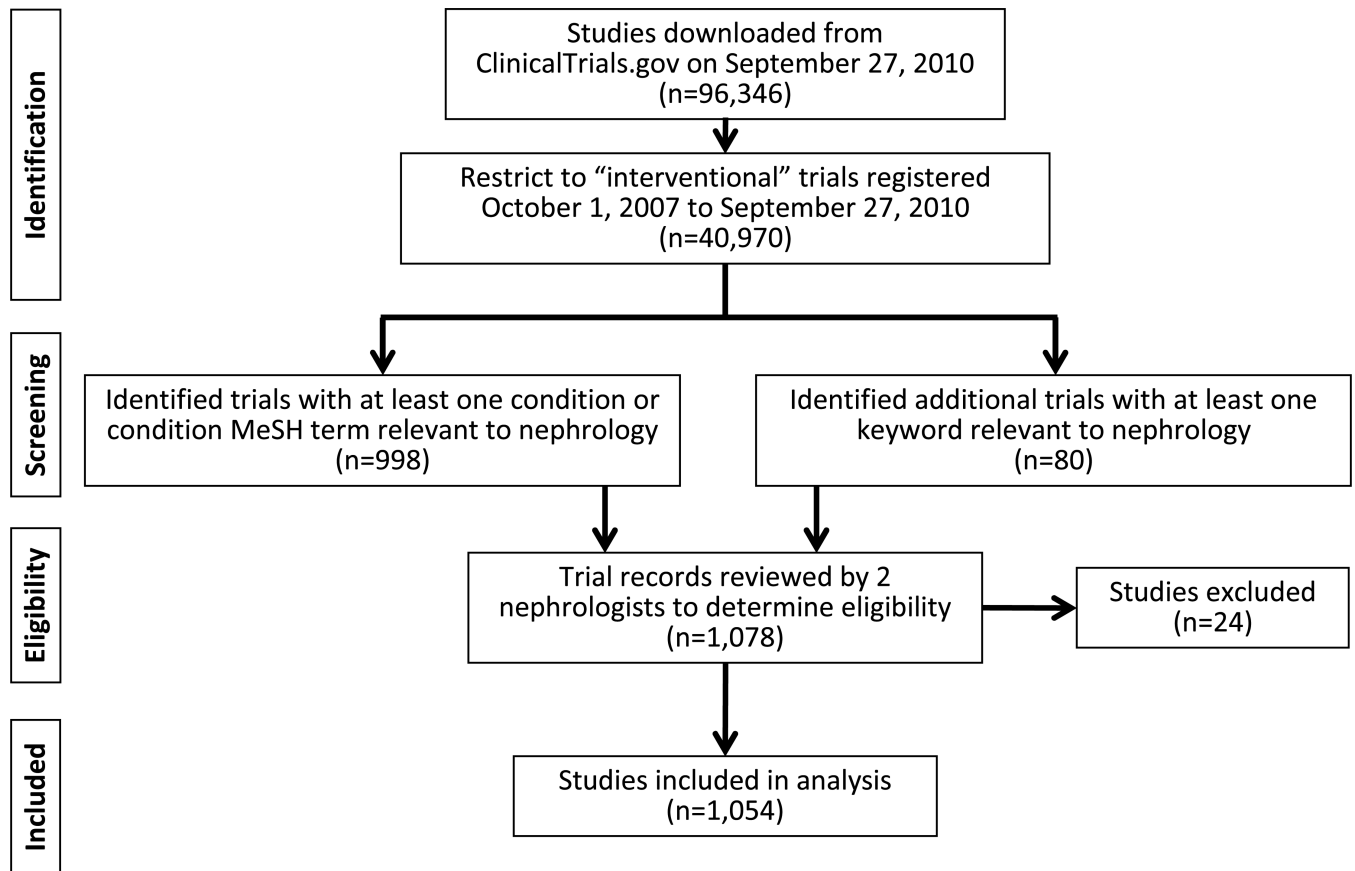 Identification
Studies downloaded from
ClinicalTrials.gov on September 27, 2010
(n=96,346)
Restrict to “interventional” trials registered
October 1, 2007 to September 27, 2010
(n=40,970)
Screening
Identified trials with at least one condition or
condition MeSH term relevant to nephrology
(n=998)
Identified additional trials with at least one
keyword relevant to nephrology
(n=80)
Eligibility
Trial records reviewed by 2
nephrologists to determine eligibility
(n=1,078)
Studies excluded
(n=24)
Included
Studies included in analysis
(n=1,054)